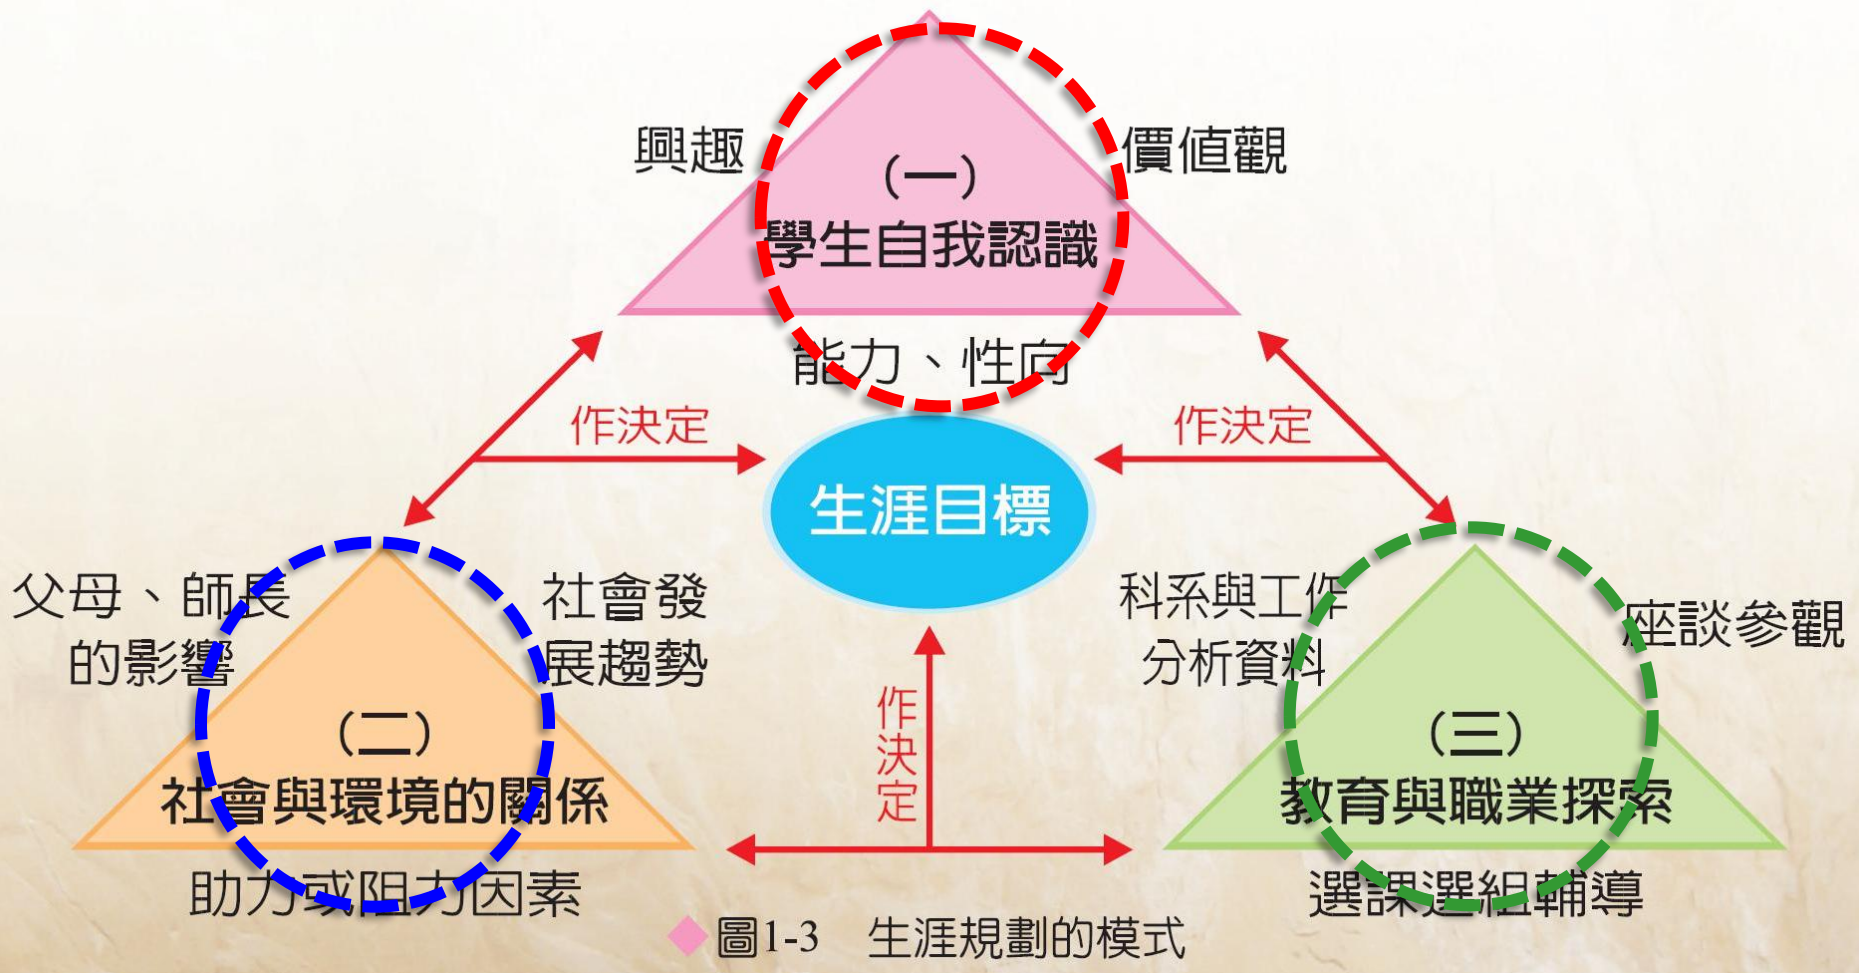 興趣
價值觀
(一)
學生自我認識
能力、性向
作決定
作決定
生涯目標
父母、師長
的影響
社會發
展趨勢
(二)
社會與環境的關係
助力或阻力因素
作決定
科系與工作
分析資料
座談參觀
(三)
教育與職業探索
選課選組輔導
圖1-3 生涯規劃的模式